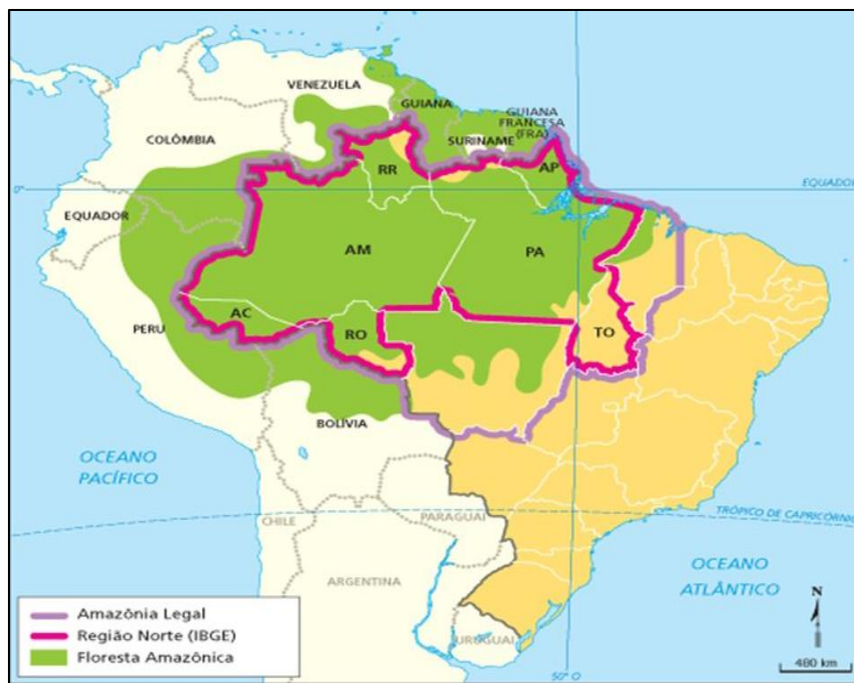 VENEZUELA
GUIANA
GUIANA
FRANCESA
(FRA)
SURINAME
COLÔMBIA
RR
AP
EQUADOR
EQUADOR
AM
PA
PERU
AC
RO
TO
BOLÍVIA
OCEANO
PACÍFICO
CHILE
PARAGUAI
TRÓPICO DE CAPRICÓRNIO
ARGENTINA
OCEANO
ATLÂNTICO
URUGUAI
Amazônia Legal
Região Norte (IBGE)
Floresta Amazônica
50° O
N
480 km
0°